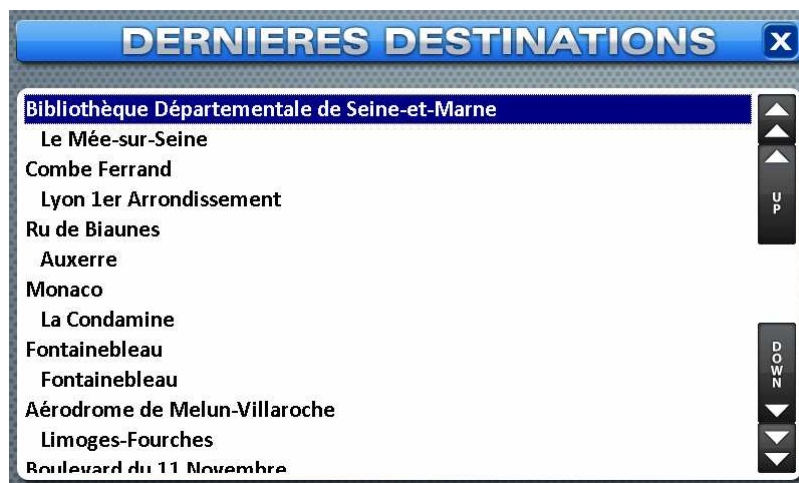 DERNIERES DESTINATIONS
X
Bibliothèque Départementale de Seine-et-Marne
Le Mée-sur-Seine
Combe Ferrand
Lyon 1er Arrondissement
Ru de Biaunes
Auxerre
Monaco
La Condamine
Fontainebleau
Fontainebleau
Aérodrome de Melun-Villaroche
Limoges-Fourches
Boulevard du 11 Novembre
UP
DOWN